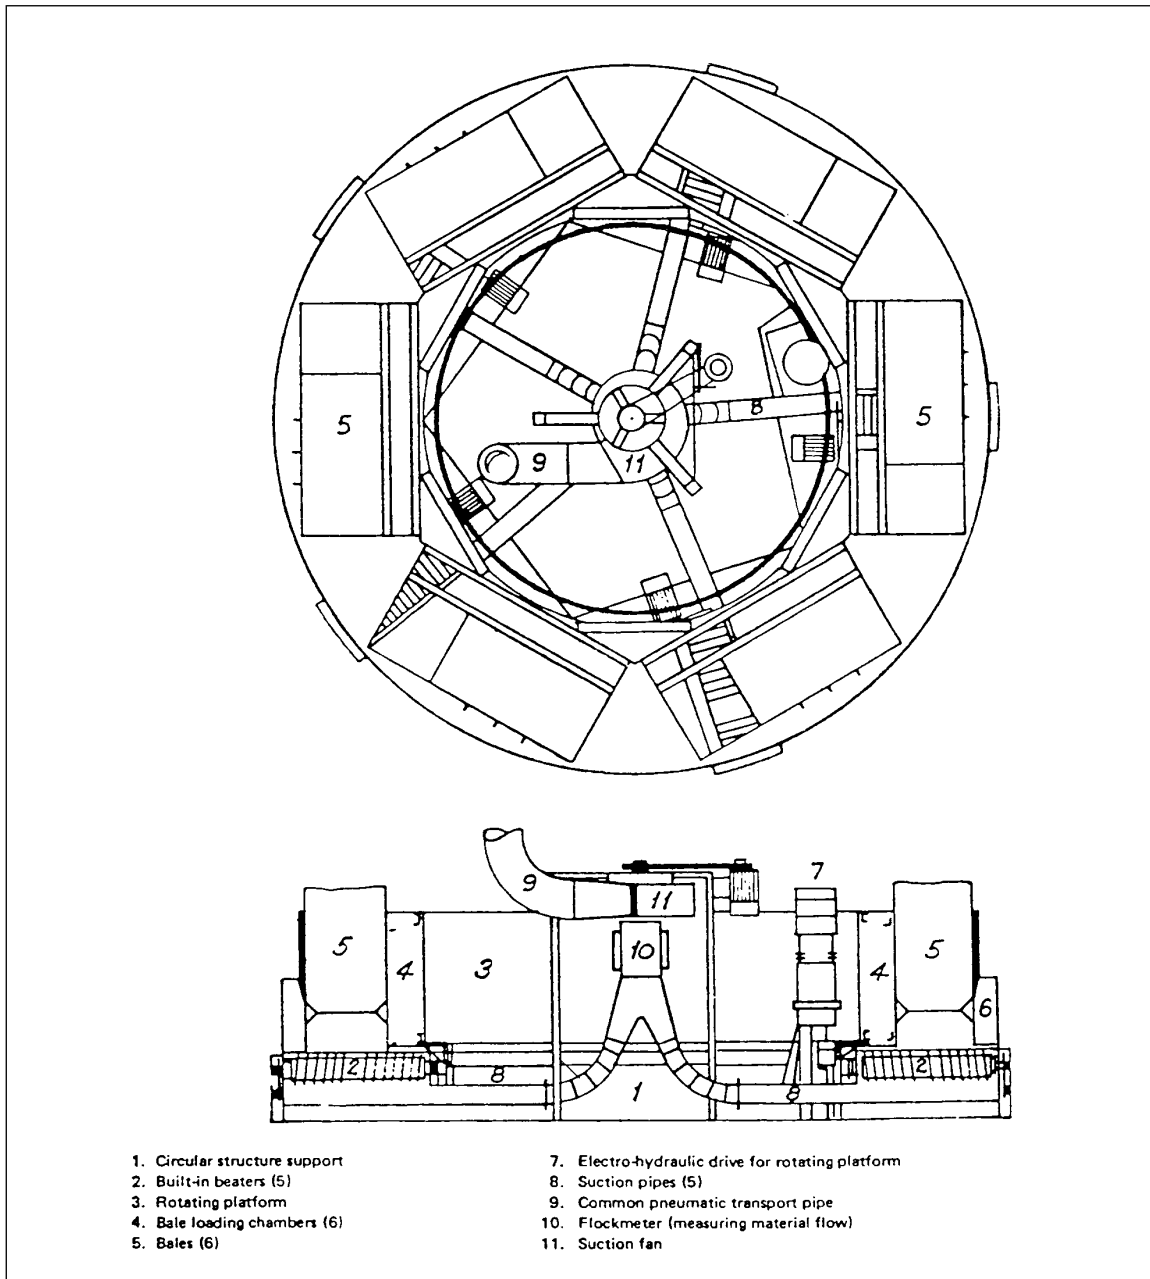 5
8
5
9
11
7
9
11
5
4
3
10
4
5
6
2
8
1
8
2
1. Circular structure support
2. Built-in beaters (5)
3. Rotating platform
4. Bale loading chambers (6)
5. Bales (6)
7. Electro-hydraulic drive for rotating platform
8. Suction pipes (5)
9. Common pneumatic transport pipe
10. Flockmeter (measuring material flow)
11. Suction fan